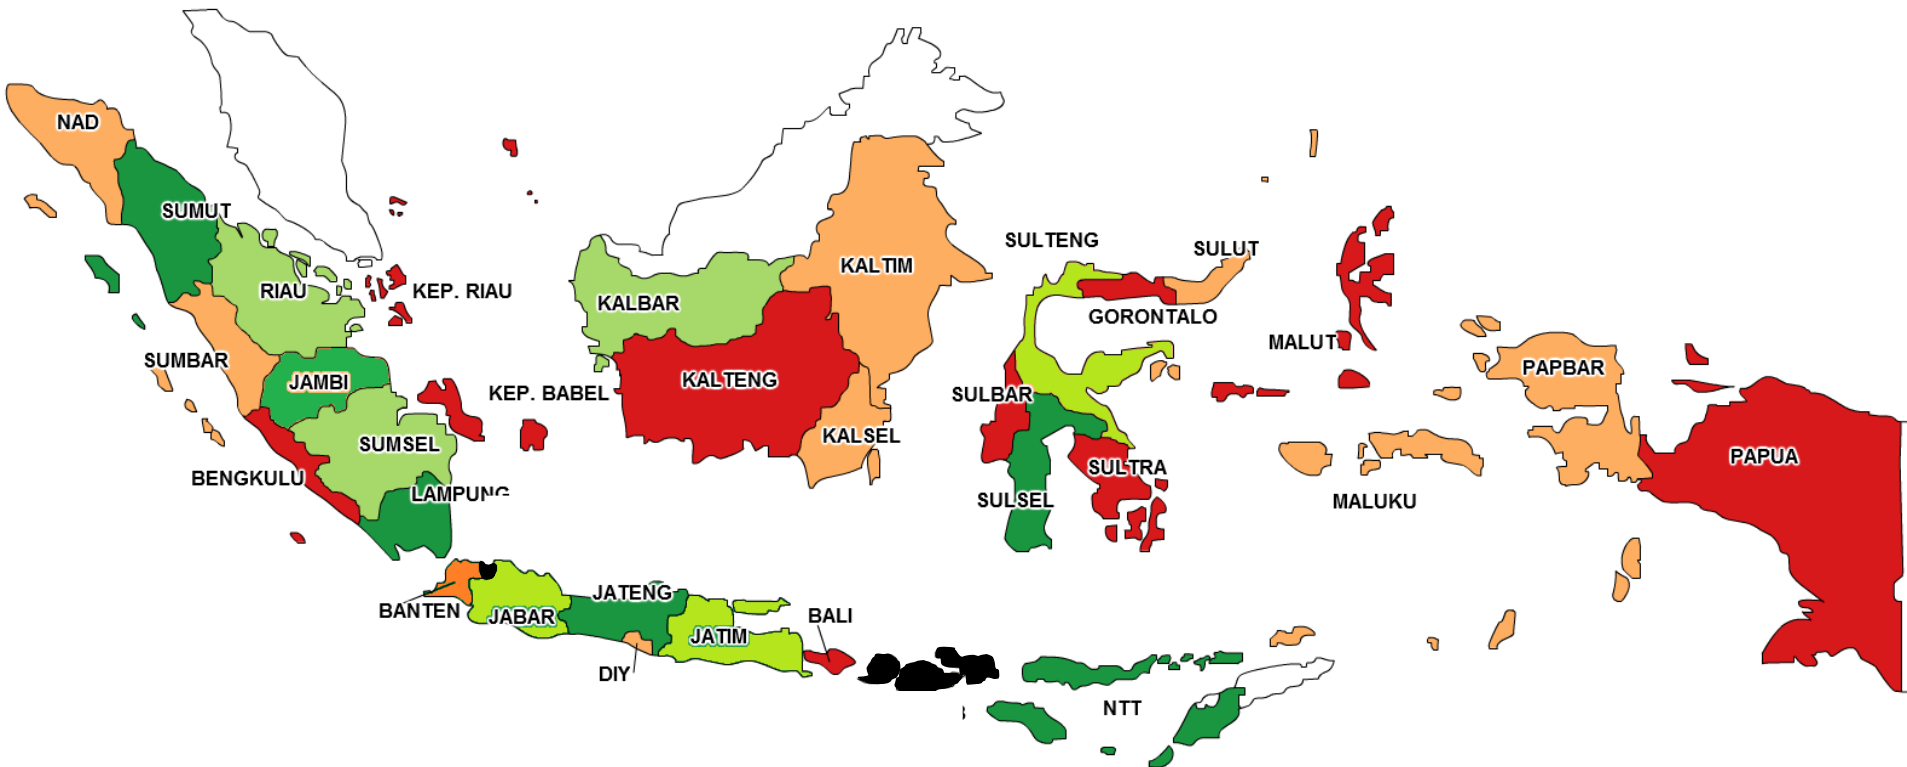 NAD
SUMUT
RIAU
KEP. RIAU
SUMBAR
JAMBI
KEP. BABEL
SUMSEL
BENGKULU
LAMPUNG
BANTEN
JABAR
JATENG
DIY
JATIM
BALI
NTT
KALBAR
KALTIM
KALTENG
KALSEL
SULTENG
SULUT
GORONTALO
SULBAR
SULTRA
SULSEL
MALUT
MALUKU
PAPBAR
PAPUA